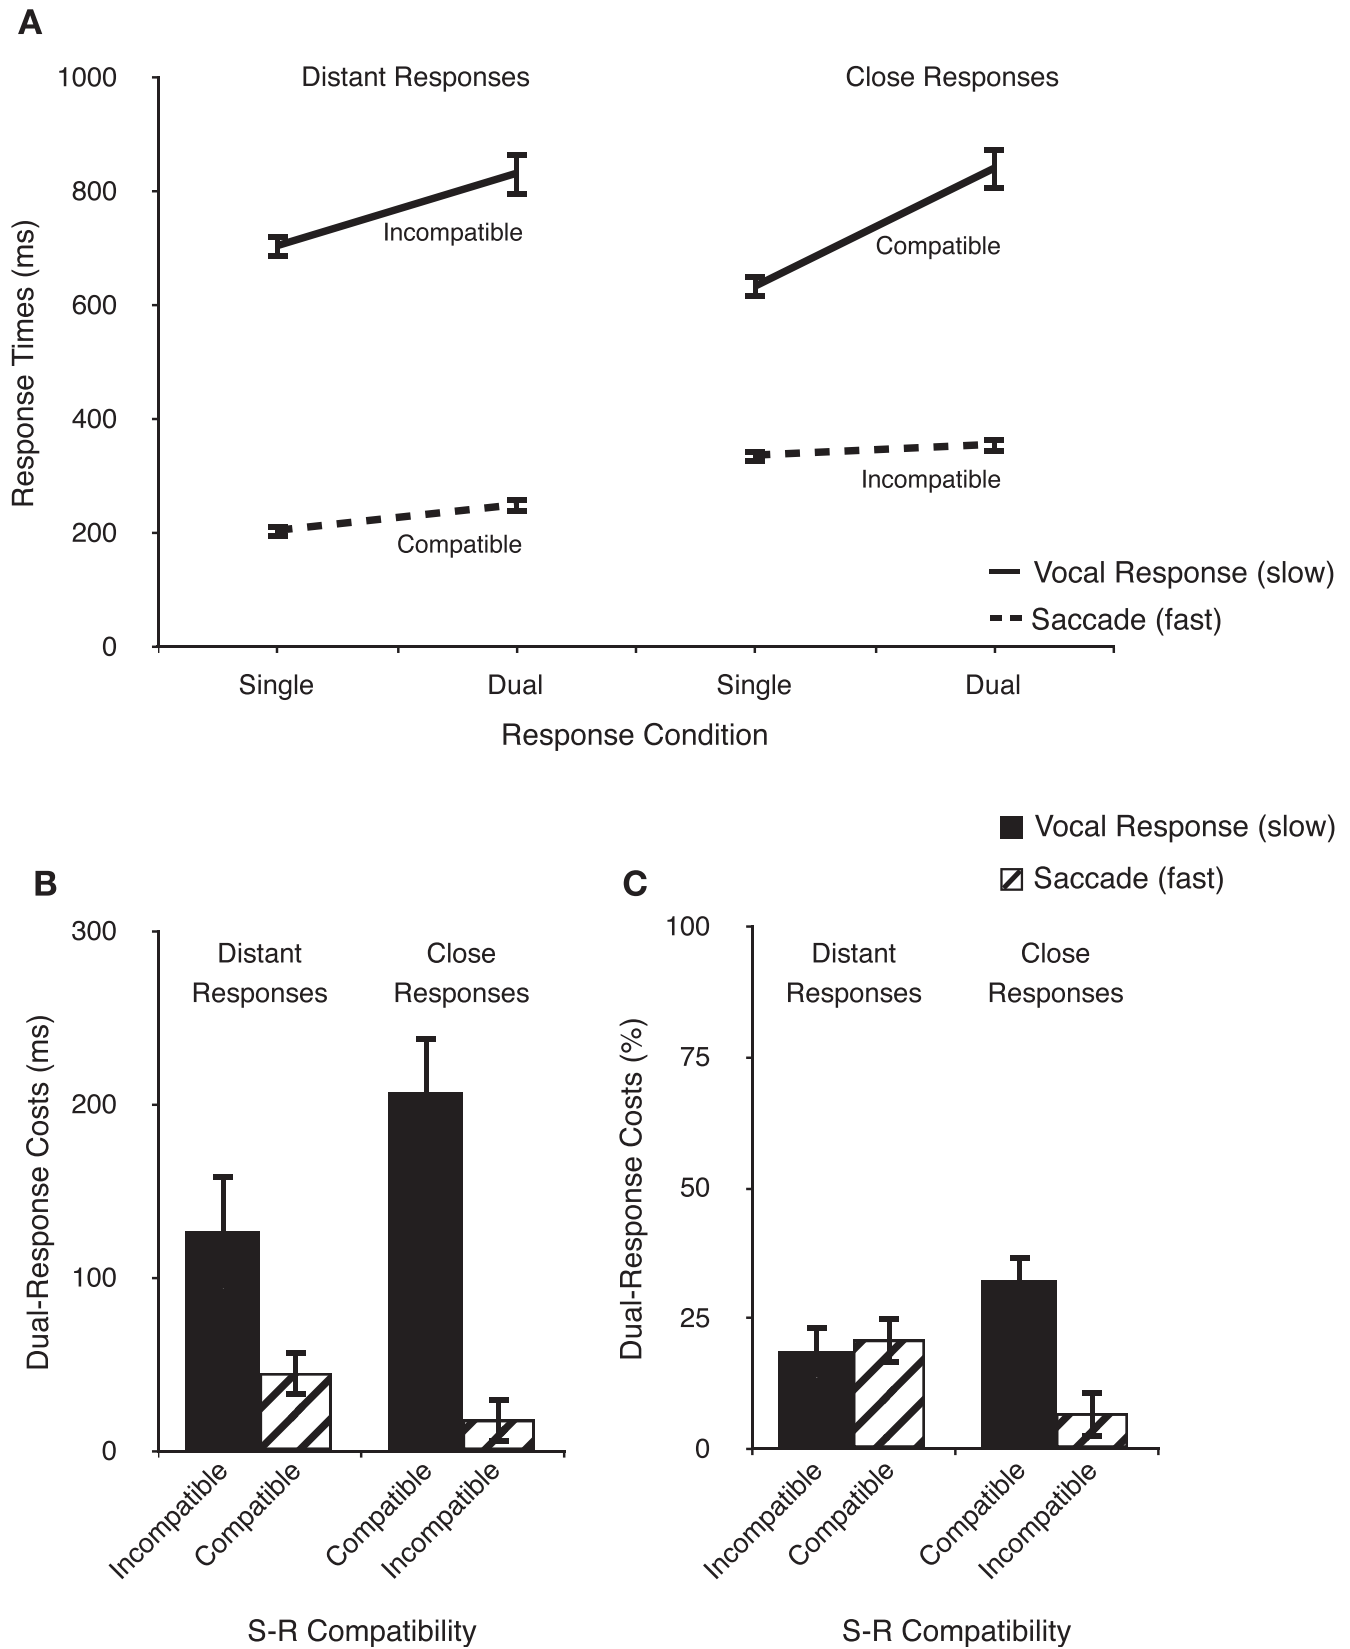 A
Distant Responses
Close Responses
1000
800
600
400
200
0
Response Times (ms)
Incompatible
Compatible
Compatible
Incompatible
Vocal Response (slow)
Saccade (fast)
Single
Dual
Single
Dual
Response Condition
Vocal Response (slow)
Saccade (fast)
B
300
200
100
0
Dual-Response Costs (ms)
Distant
Responses
Close
Responses
Incompatible
Compatible
Compatible
Incompatible
S-R Compatibility
C
100
75
50
25
0
Dual-Response Costs (%)
Distant
Responses
Close
Responses
Incompatible
Compatible
Compatible
Incompatible
S-R Compatibility